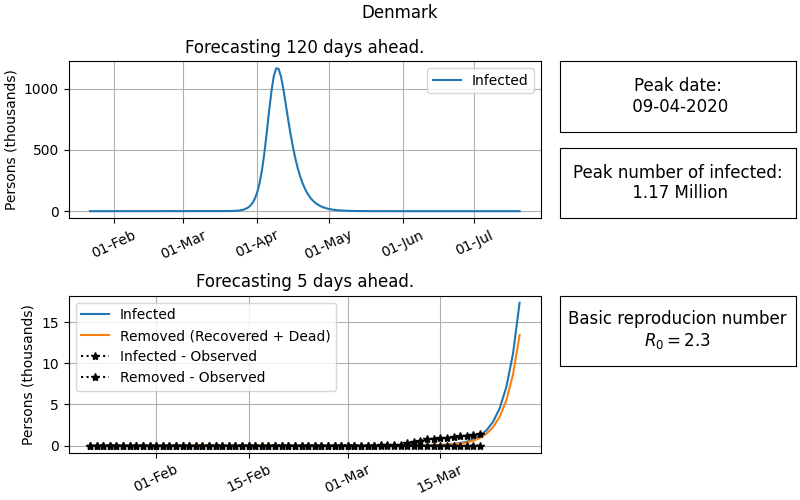 Denmark
Forecasting 120 days ahead.
Persons (thousands)
1000
500
0
Infected
01-Feb
01-Mar
01-Apr
01-May
01-Jun
01-Jul
Peak date:
09-04-2020
Peak number of infected:
1.17 Million
Forecasting 5 days ahead.
Persons (thousands)
15
10
5
0
Infected
Removed (Recovered + Dead)
Infected - Observed
Removed - Observed
01-Feb
15-Feb
01-Mar
15-Mar
Basic reproducion number
R₀ = 2.3